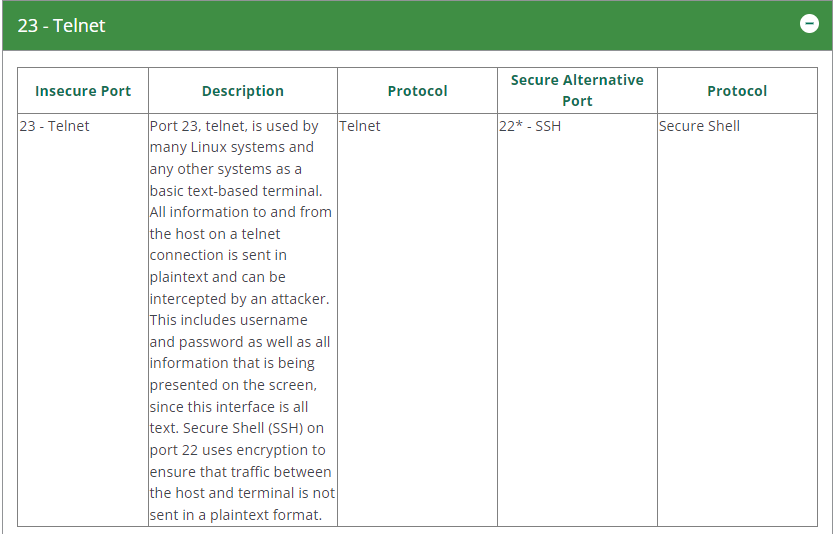 23 - Telnet
Insecure Port
Description
Protocol
Secure Alternative
Port
Protocol
23 - Telnet
Port 23, telnet, is used by
many Linux systems and
any other systems as a
basic text-based terminal.
All information to and from
the host on a telnet
connection is sent in
plaintext and can be
intercepted by an attacker.
This includes username
and password as well as all
information that is being
presented on the screen,
since this interface is all
text. Secure Shell (SSH) on
port 22 uses encryption to
ensure that traffic between
the host and terminal is not
sent in a plaintext format.
Telnet
22* - SSH
Secure Shell